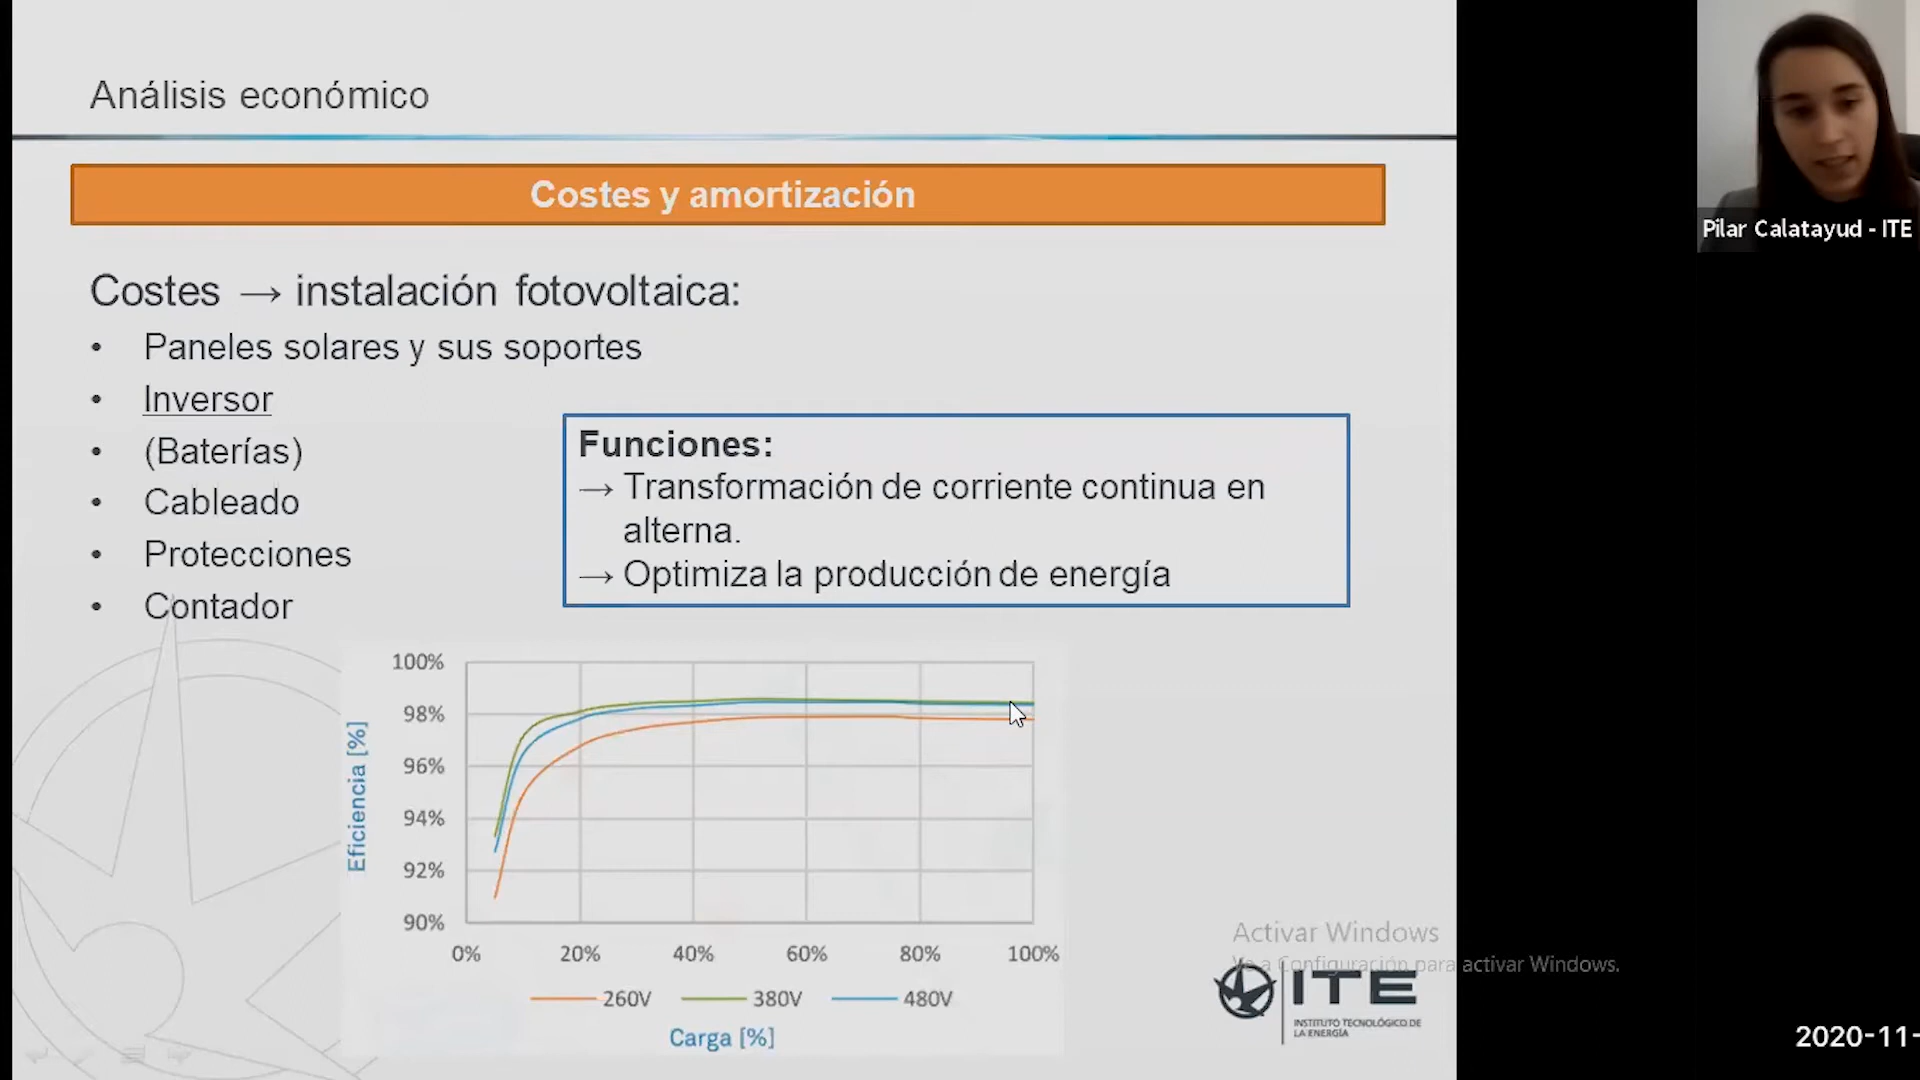 Análisis económico
Costes y amortización
Costes → instalación fotovoltaica:
• Paneles solares y sus soportes
• Inversor
• (Baterías)
• Cableado
• Protecciones
• Contador
Funciones:
→ Transformación de corriente continua en
alterna.
→ Optimiza la producción de energía
Eficiencia [%]
100%
98%
96%
94%
92%
90%
0% 20% 40% 60% 80% 100%
260V 380V 480V
Carga [%]
Pilar Calatayud - ITE
Activar Windows
Ve a Configuración para activar Windows.
ITE
INSTITUTO TECNOLÓGICO DE
LA ENERGÍA
2020-11-